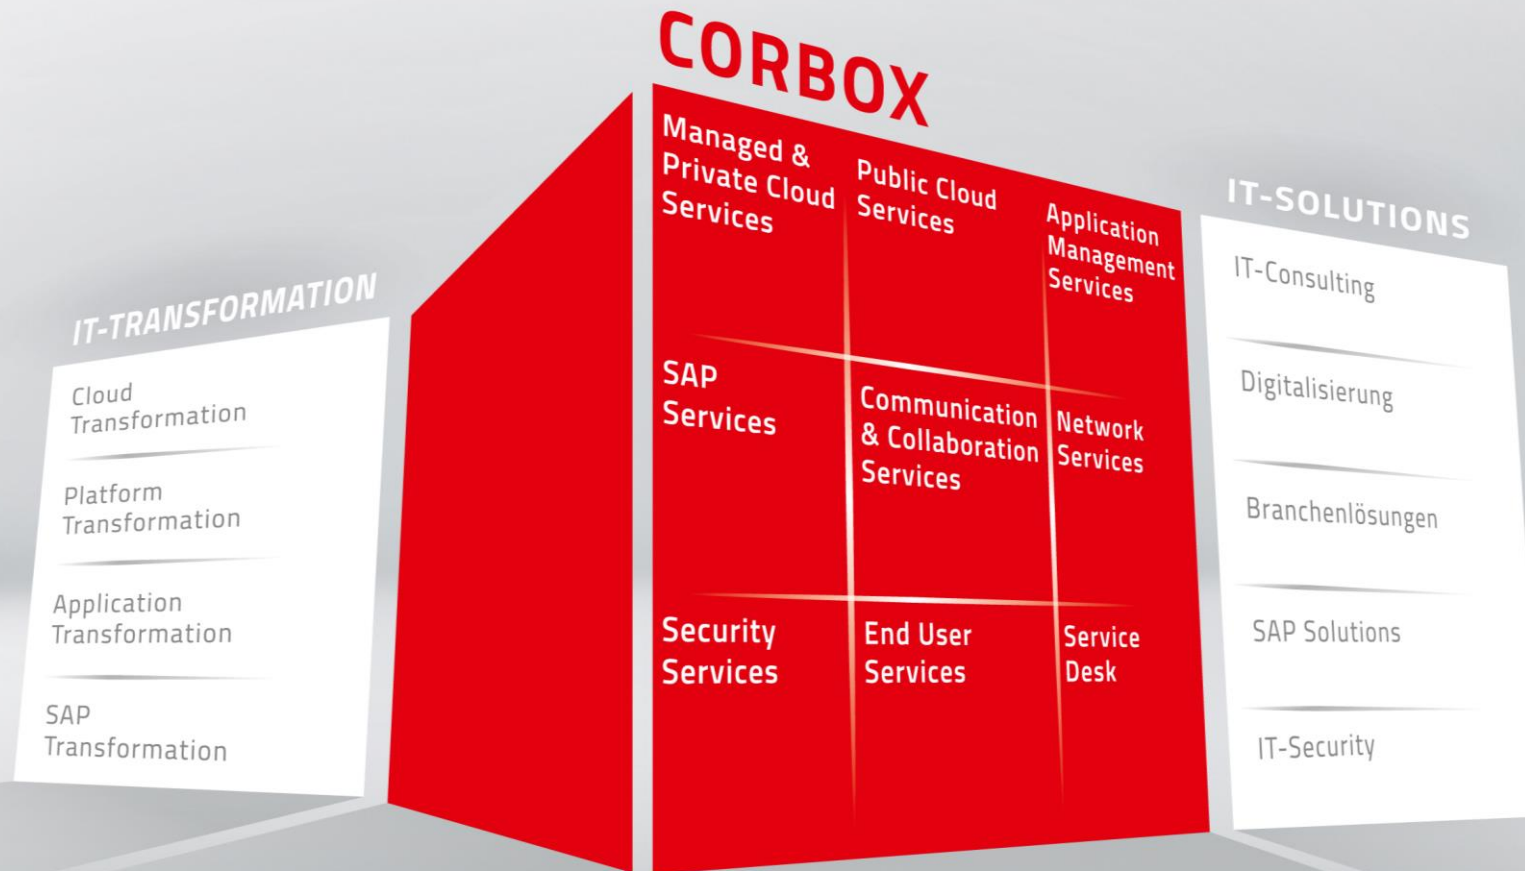 CORBOX
IT-TRANSFORMATION
Cloud
Transformation
Platform
Transformation
Application
Transformation
SAP
Transformation
Managed &
Private Cloud
Services
Public Cloud
Services
Application
Management
Services
SAP
Services
Communication
& Collaboration
Services
Network
Services
Security
Services
End User
Services
Service
Desk
IT-SOLUTIONS
IT-Consulting
Digitalisierung
Branchenlösungen
SAP Solutions
IT-Security